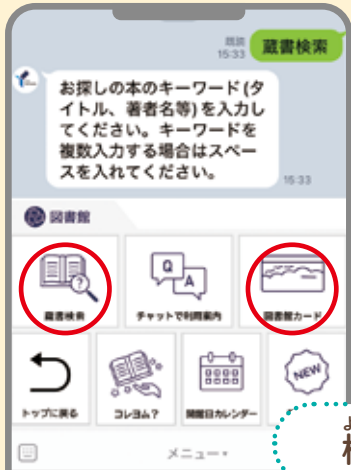 既読
15:33
蔵書検索
お探しの本のキーワード(タ
イトル、著者名等)を入力し
てください。キーワードを
複数入力する場合はスペー
スを入れてください。
15:33
図書館
?
Q
A
蔵書検索
チャットで利用案内
図書館カード
NEW
トップに戻る
コレヨム?
開館日カレンダー
メニュー▾